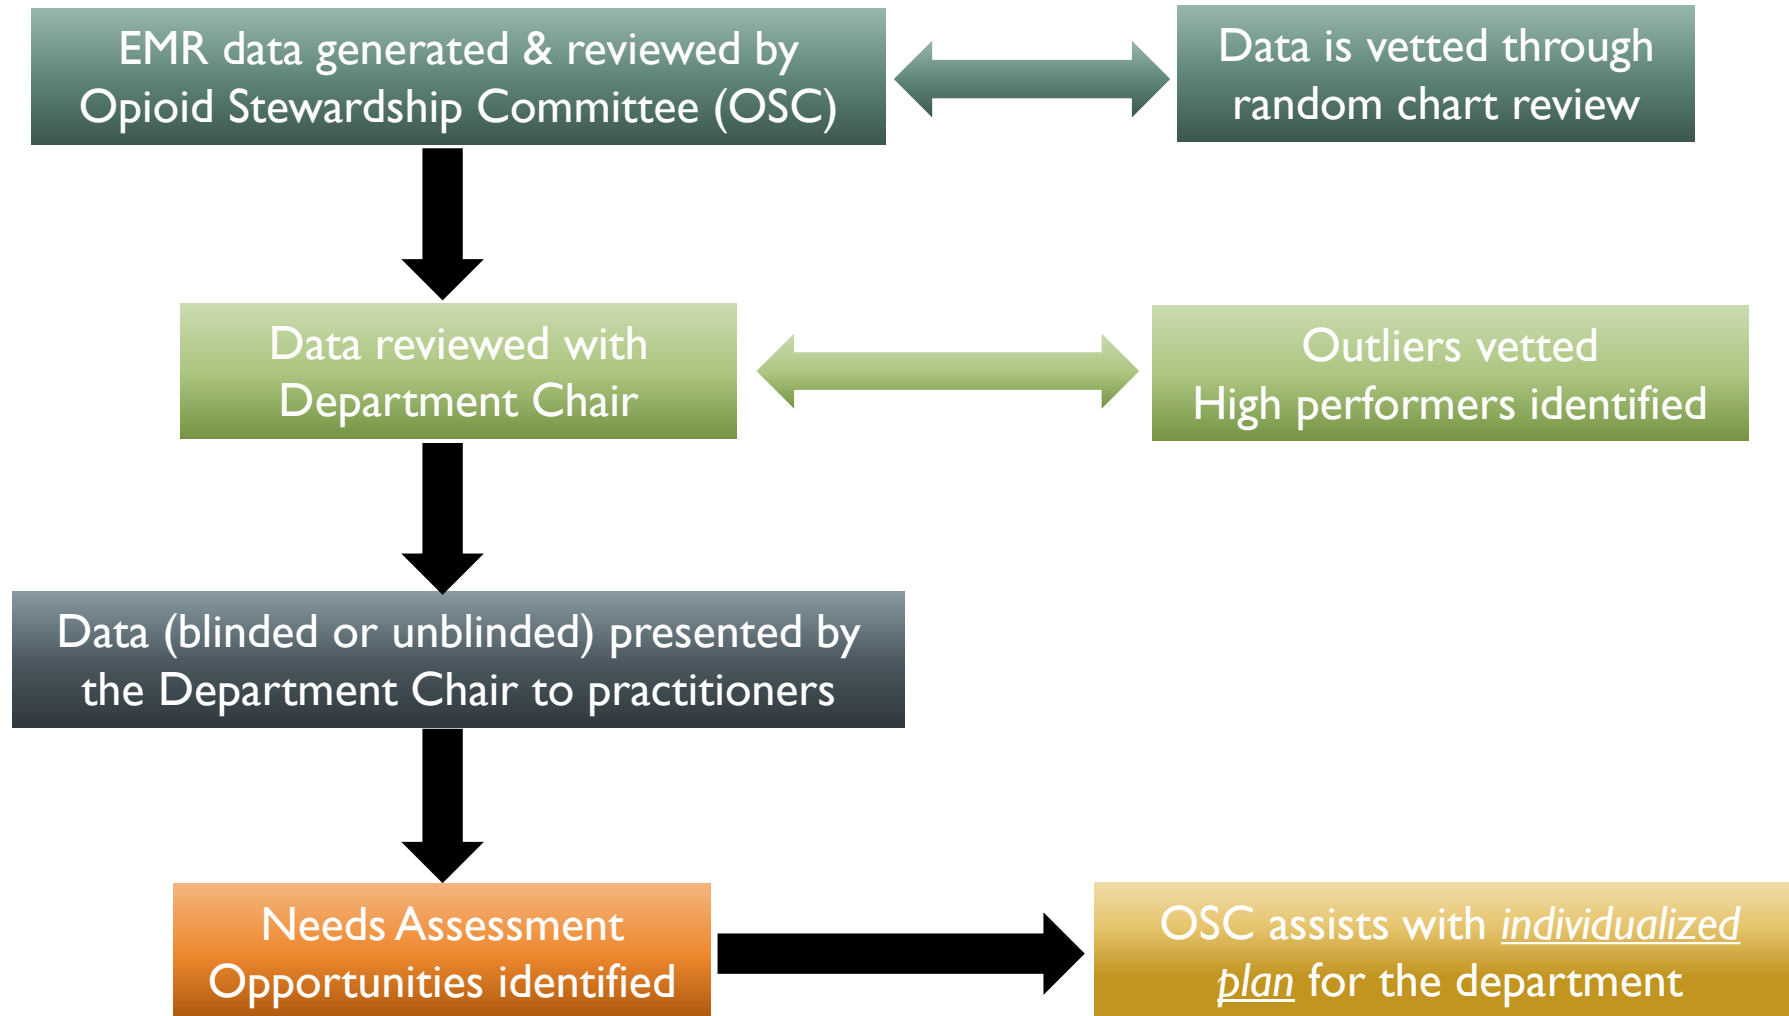 EMR data generated & reviewed by
Opioid Stewardship Committee (OSC)
Data is vetted through
random chart review
Data reviewed with
Department Chair
Outliers vetted
High performers identified
Data (blinded or unblinded) presented by
the Department Chair to practitioners
Needs Assessment
Opportunities identified
OSC assists with individualized
plan for the department